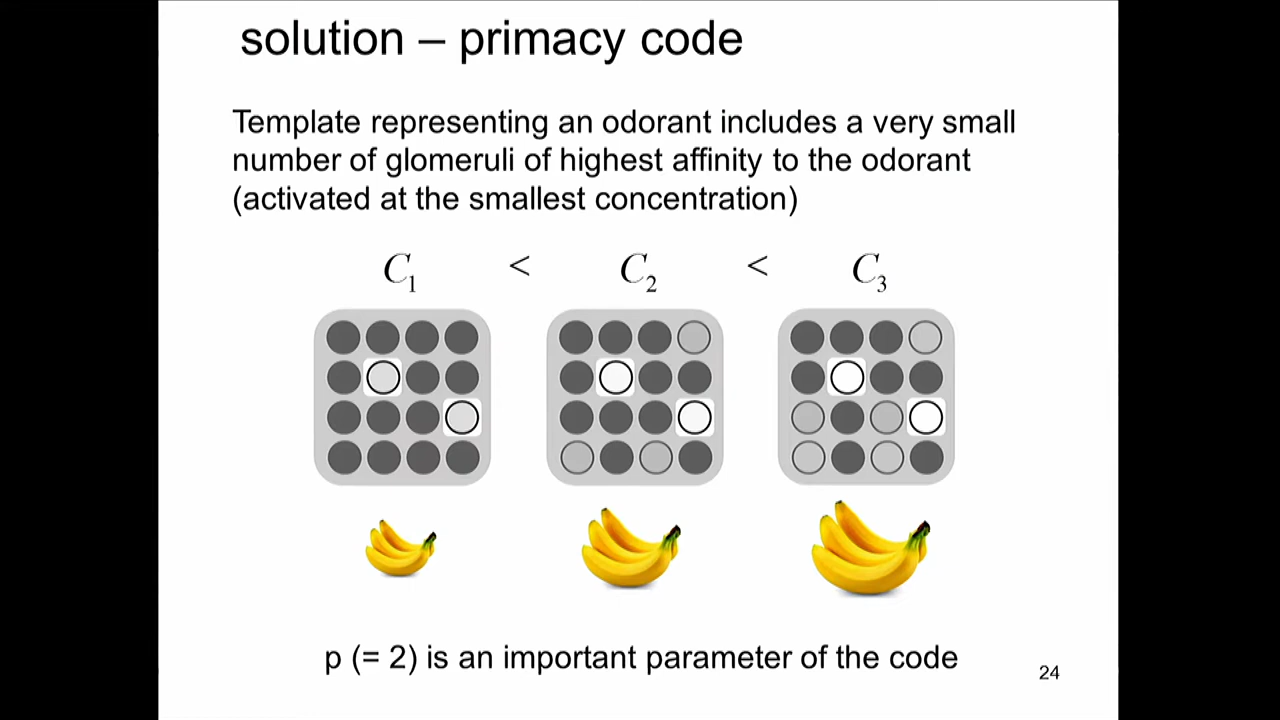 solution – primacy code
Template representing an odorant includes a very small
number of glomeruli of highest affinity to the odorant
(activated at the smallest concentration)
C₁ < C₂ < C₃
p (= 2) is an important parameter of the code
24